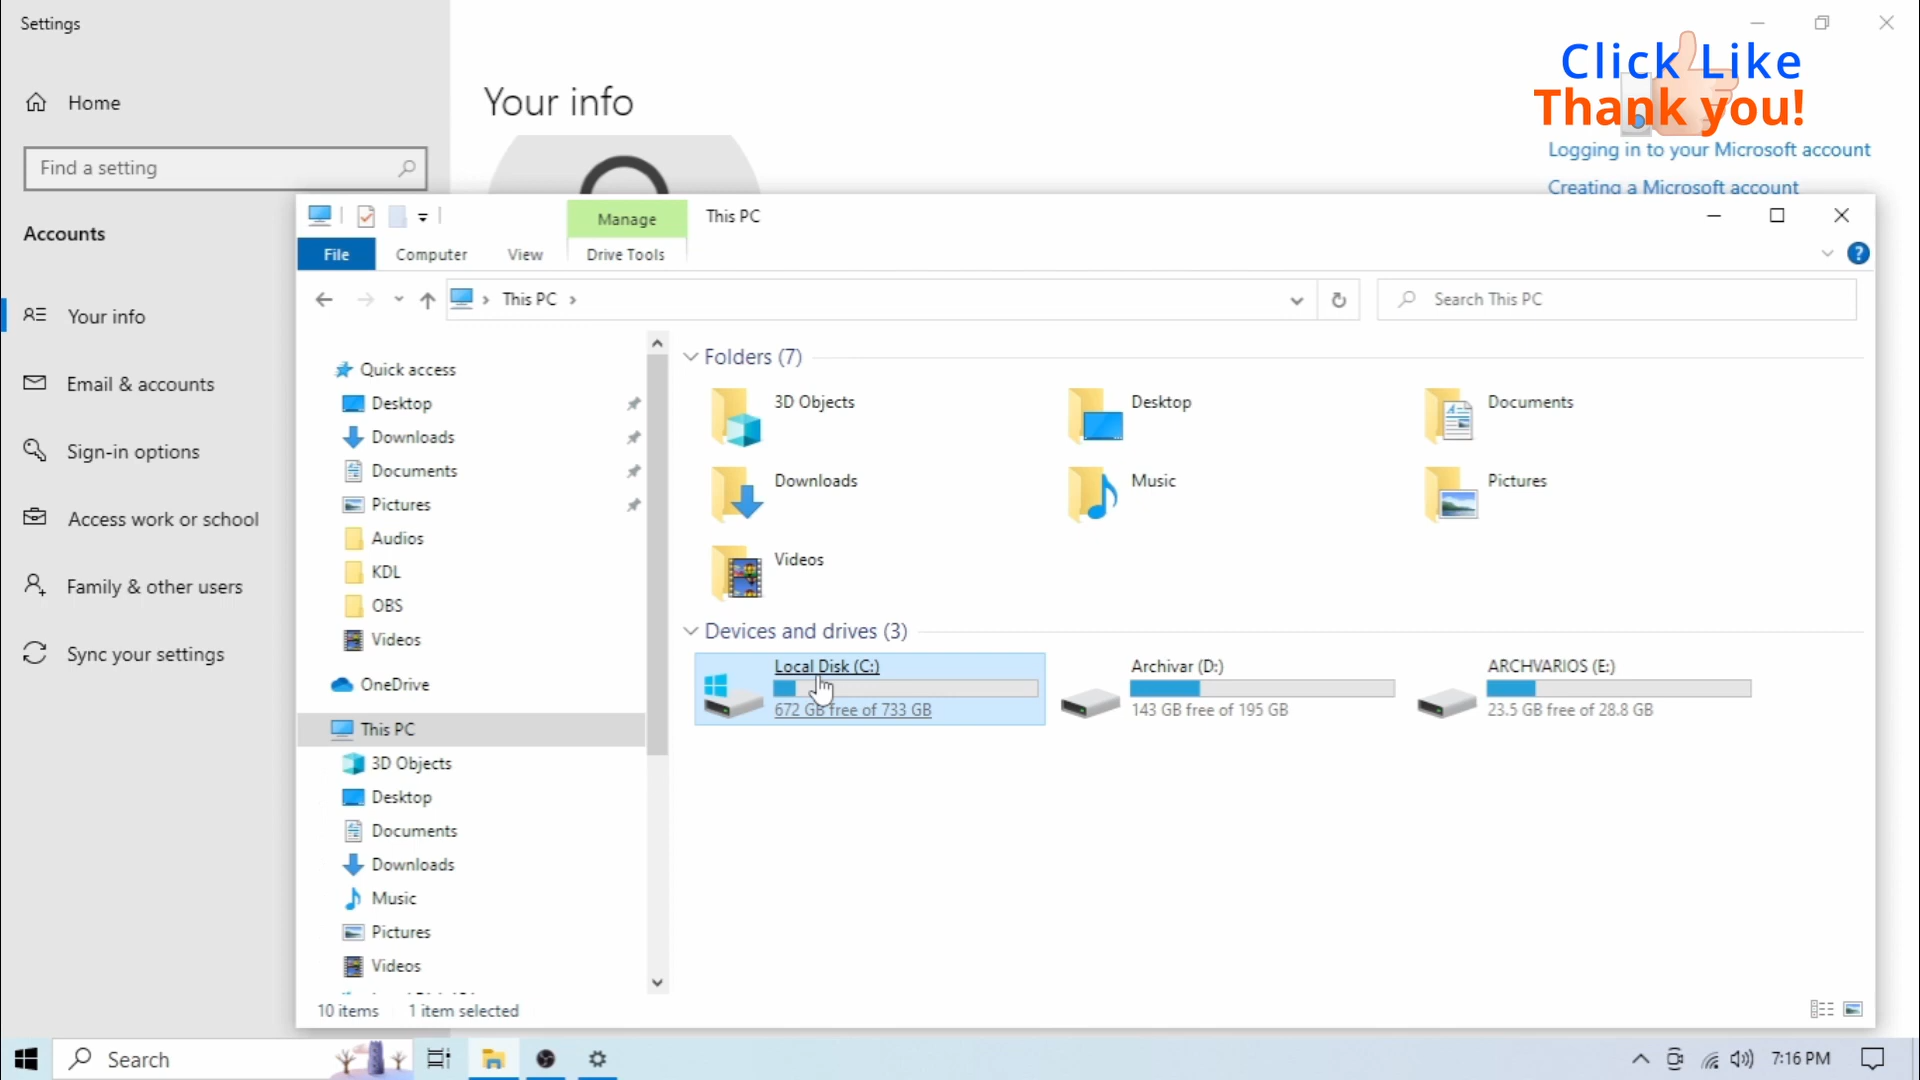 Settings
Home
Find a setting
Accounts
Your info
Email & accounts
Sign-in options
Access work or school
Family & other users
Sync your settings
Your info
Click Like
Thank you!
Logging in to your Microsoft account
Creating a Microsoft account
Manage
This PC
File
Computer
View
Drive Tools
This PC
Search This PC
Quick access
Desktop
Downloads
Documents
Pictures
Audios
KDL
OBS
Videos
OneDrive
This PC
3D Objects
Desktop
Documents
Downloads
Music
Pictures
Videos
Folders (7)
3D Objects
Desktop
Documents
Downloads
Music
Pictures
Videos
Devices and drives (3)
Local Disk (C:)
672 GB free of 733 GB
Archivar (D:)
143 GB free of 195 GB
ARCHVARIOS (E:)
23.5 GB free of 28.8 GB
10 items
1 item selected
Search
7:16 PM